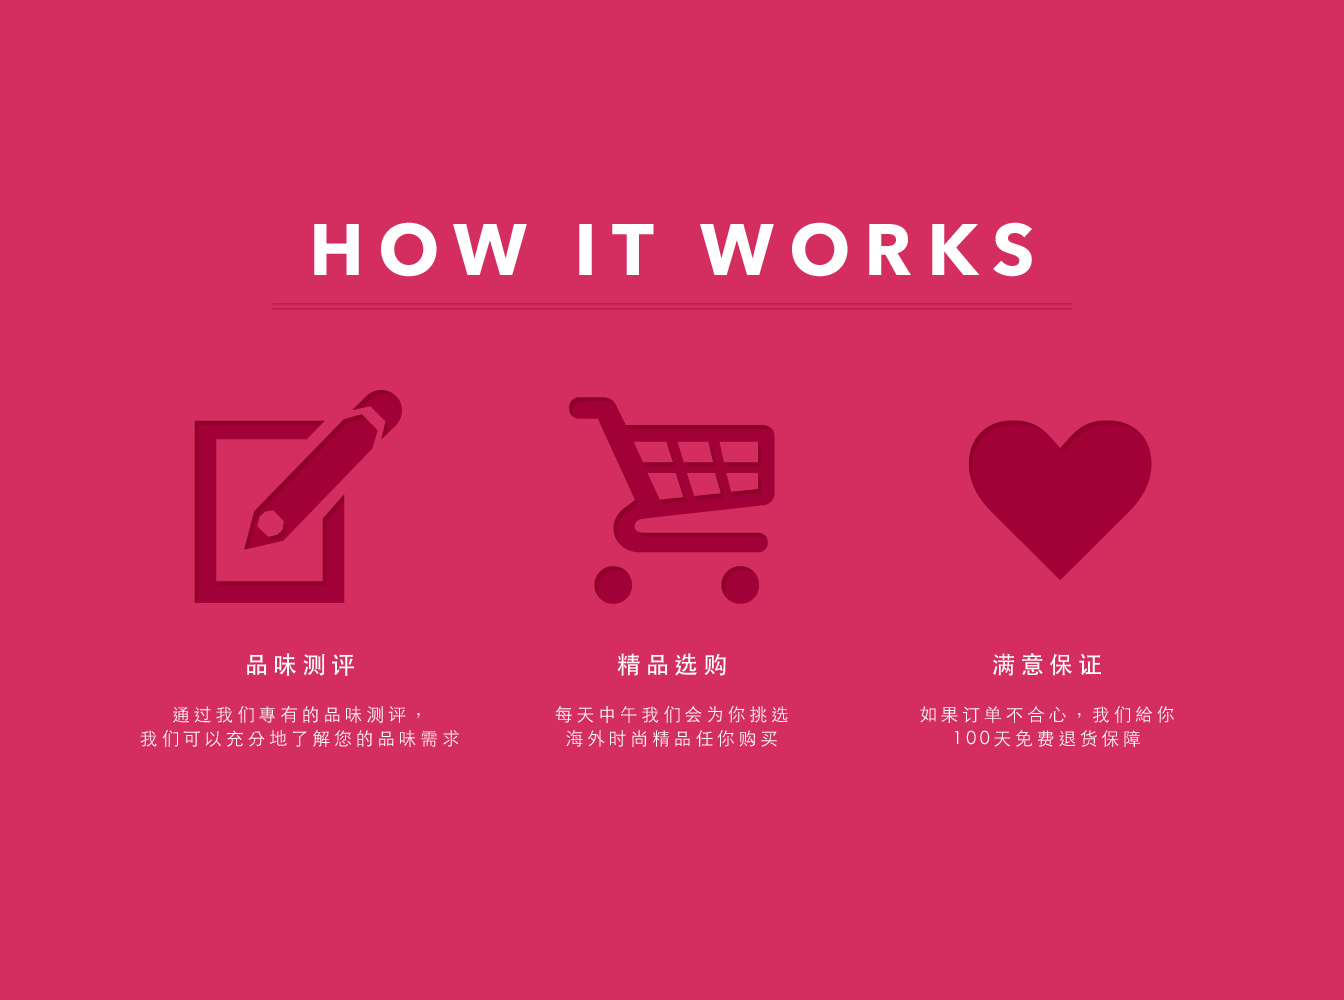 HOW IT WORKS
品味测评
通过我们專有的品味测评，
我们可以充分地了解您的品味需求
精品选购
每天中午我们会为你挑选
海外时尚精品任你购买
满意保证
如果订单不合心，我们給你
100天免费退货保障